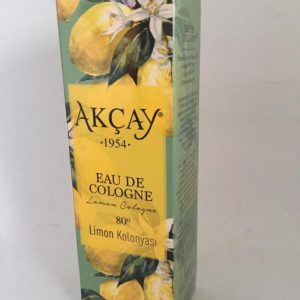 AKÇAY®
·1954·
EAU DE
COLOGNE
Limon Cologne
80°
Limon Kolonyası